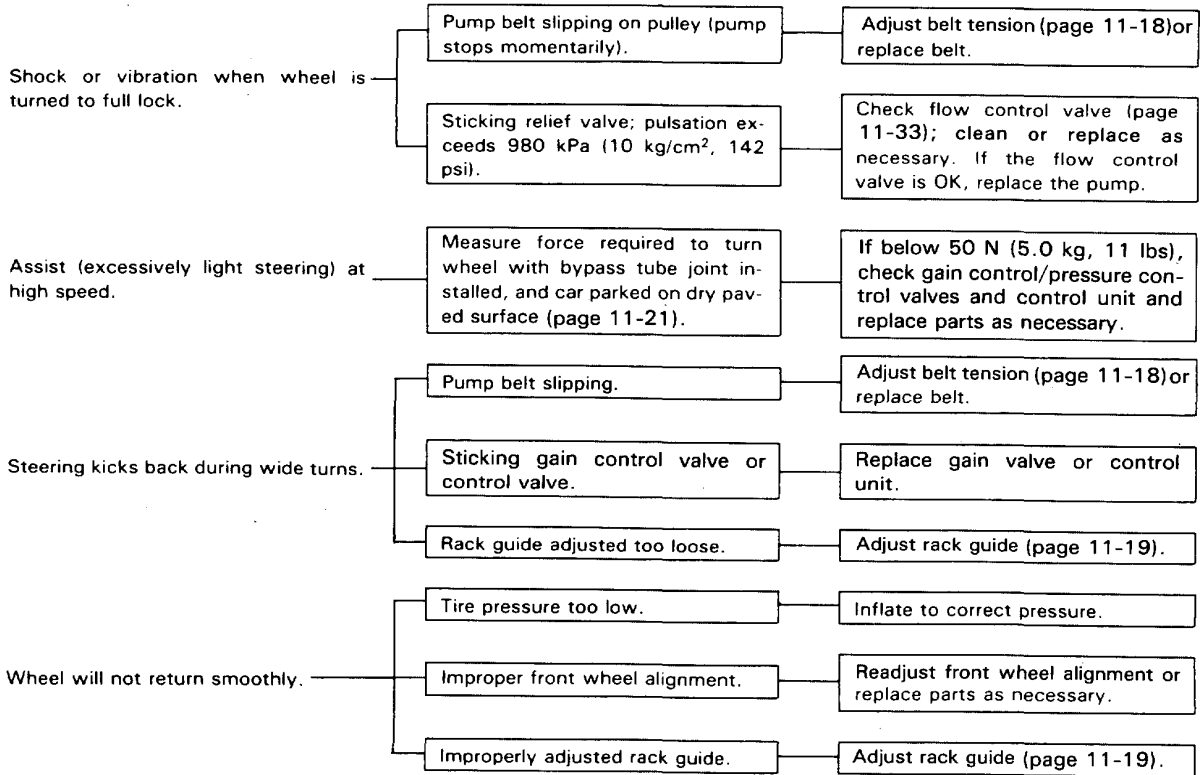 Shock or vibration when wheel is
turned to full lock.
Pump belt slipping on pulley (pump
stops momentarily).
Adjust belt tension (page 11-18)or
replace belt.
Sticking relief valve; pulsation ex-
ceeds 980 kPa (10 kg/cm², 142
psi).
Check flow control valve (page
11-33); clean or replace as
necessary. If the flow control
valve is OK, replace the pump.
Assist (excessively light steering) at
high speed.
Measure force required to turn
wheel with bypass tube joint in-
stalled, and car parked on dry pav-
ed surface (page 11-21).
If below 50 N (5.0 kg, 11 lbs),
check gain control/pressure con-
trol valves and control unit and
replace parts as necessary.
Steering kicks back during wide turns.
Pump belt slipping.
Adjust belt tension (page 11-18)or
replace belt.
Sticking gain control valve or
control valve.
Replace gain valve or control
unit.
Rack guide adjusted too loose.
Adjust rack guide (page 11-19).
Wheel will not return smoothly.
Tire pressure too low.
Inflate to correct pressure.
Improper front wheel alignment.
Readjust front wheel alignment or
replace parts as necessary.
Improperly adjusted rack guide.
Adjust rack guide (page 11-19).